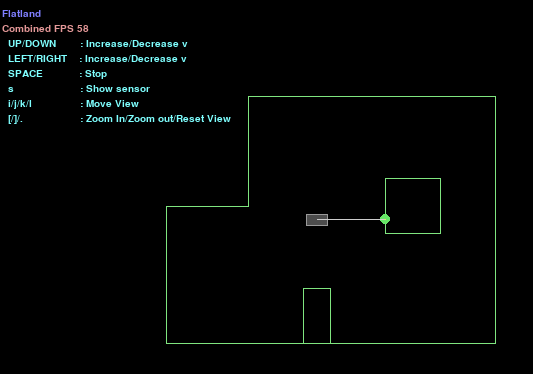 Flatland
Combined FPS 58
UP/DOWN : Increase/Decrease v
LEFT/RIGHT : Increase/Decrease v
SPACE : Stop
s : Show sensor
i/j/k/l : Move View
[/]/. : Zoom In/Zoom out/Reset View